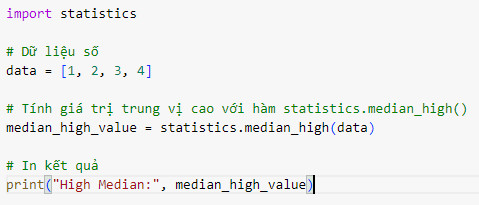 import statistics
# Dữ liệu số
data = [1, 2, 3, 4]
# Tính giá trị trung vị cao với hàm statistics.median_high()
median_high_value = statistics.median_high(data)
# In kết quả
print("High Median:", median_high_value)